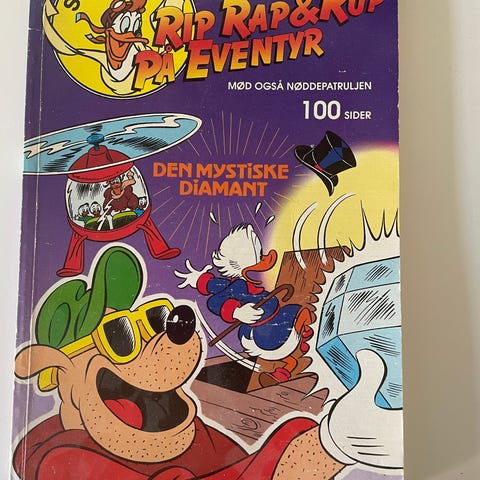 RIP RAP & RUP
PÅ EVENTYR
MØD OGSÅ NØDDEPATRULJEN
100 SIDER
DEN MYSTISKE
DIAMANT